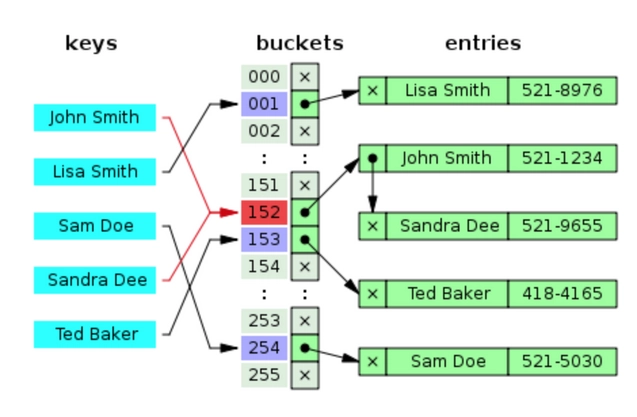 keys buckets entries
000 ×
001 × Lisa Smith 521-8976
002 ×
John Smith
Lisa Smith
: :
× John Smith 521-1234
151 ×
152
Sam Doe × Sandra Dee 521-9655
153
154 ×
Sandra Dee
: : × Ted Baker 418-4165
253 ×
Ted Baker
254 × Sam Doe 521-5030
255 ×